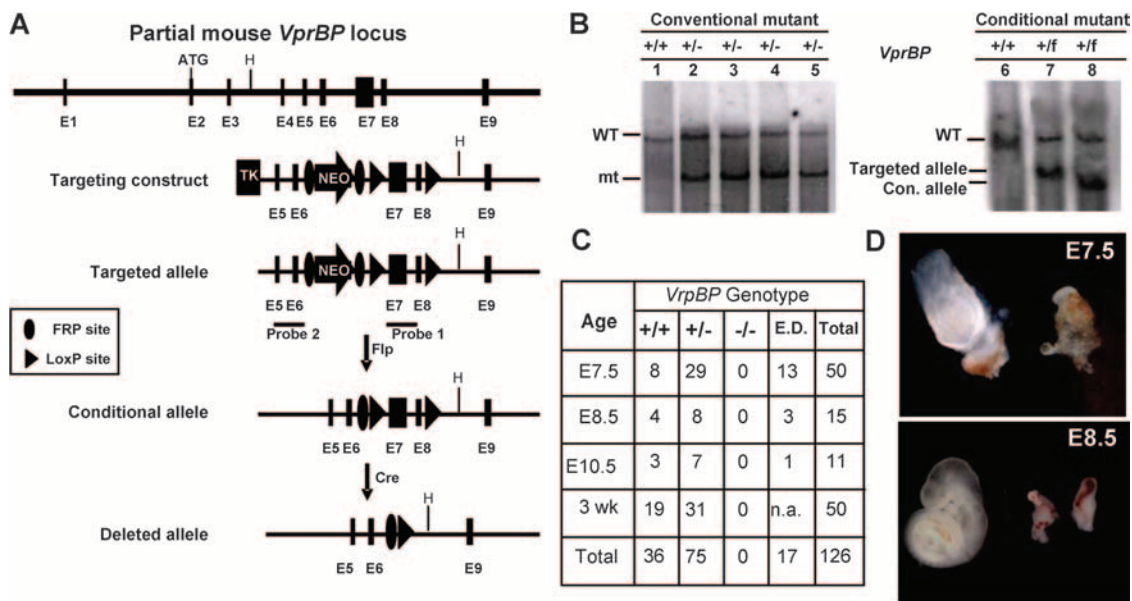 A
Partial mouse VprBP locus
ATG
H
E1 E2 E3 E4 E5 E6 E7 E8 E9
H
Targeting construct
TK
NEO
E5 E6 E7 E8 E9
H
Targeted allele
NEO
E5 E6 E7 E8 E9
Probe 2 Probe 1
FRP site
LoxP site
Flp
H
Conditional allele
E5 E6 E7 E8 E9
Cre
H
Deleted allele
E5 E6 E9
B
Conventional mutant
+/+ +/- +/- +/- +/-
1 2 3 4 5
WT
mt
Conditional mutant
VprBP
+/+ +/f +/f
6 7 8
WT
Targeted allele
Con. allele
C
VrpBP Genotype
Age +/+ +/- -/- E.D. Total
E7.5 8 29 0 13 50
E8.5 4 8 0 3 15
E10.5 3 7 0 1 11
3 wk 19 31 0 n.a. 50
Total 36 75 0 17 126
D
E7.5
E8.5